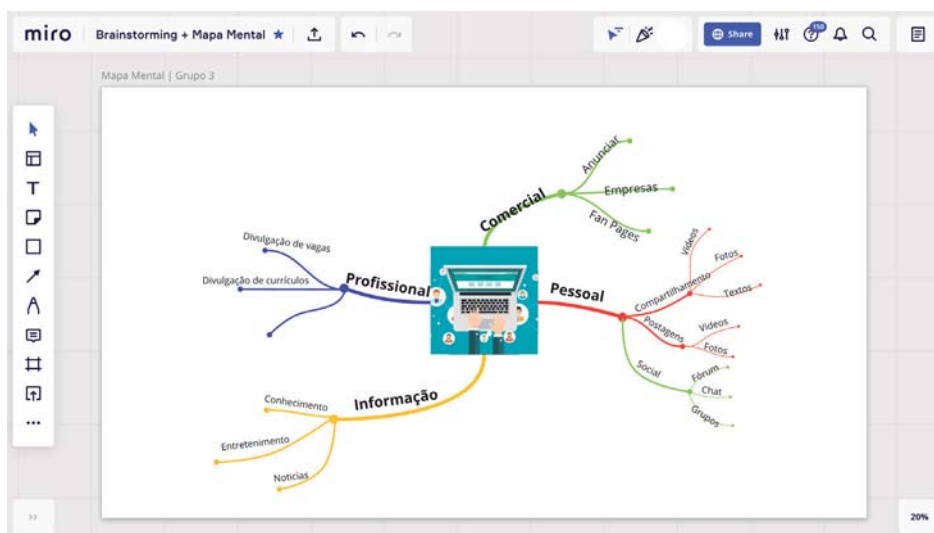 miro
Brainstorming + Mapa Mental
Share
150
Mapa Mental | Grupo 3
Comercial
Anunciar
Empresas
Fan Pages
Profissional
Divulgação de vagas
Divulgação de currículos
Pessoal
Compartilhamento
Vídeos
Fotos
Textos
Postagens
Vídeos
Fotos
Social
Fórum
Chat
Grupos
Informação
Conhecimento
Entretenimento
Noticias
20%